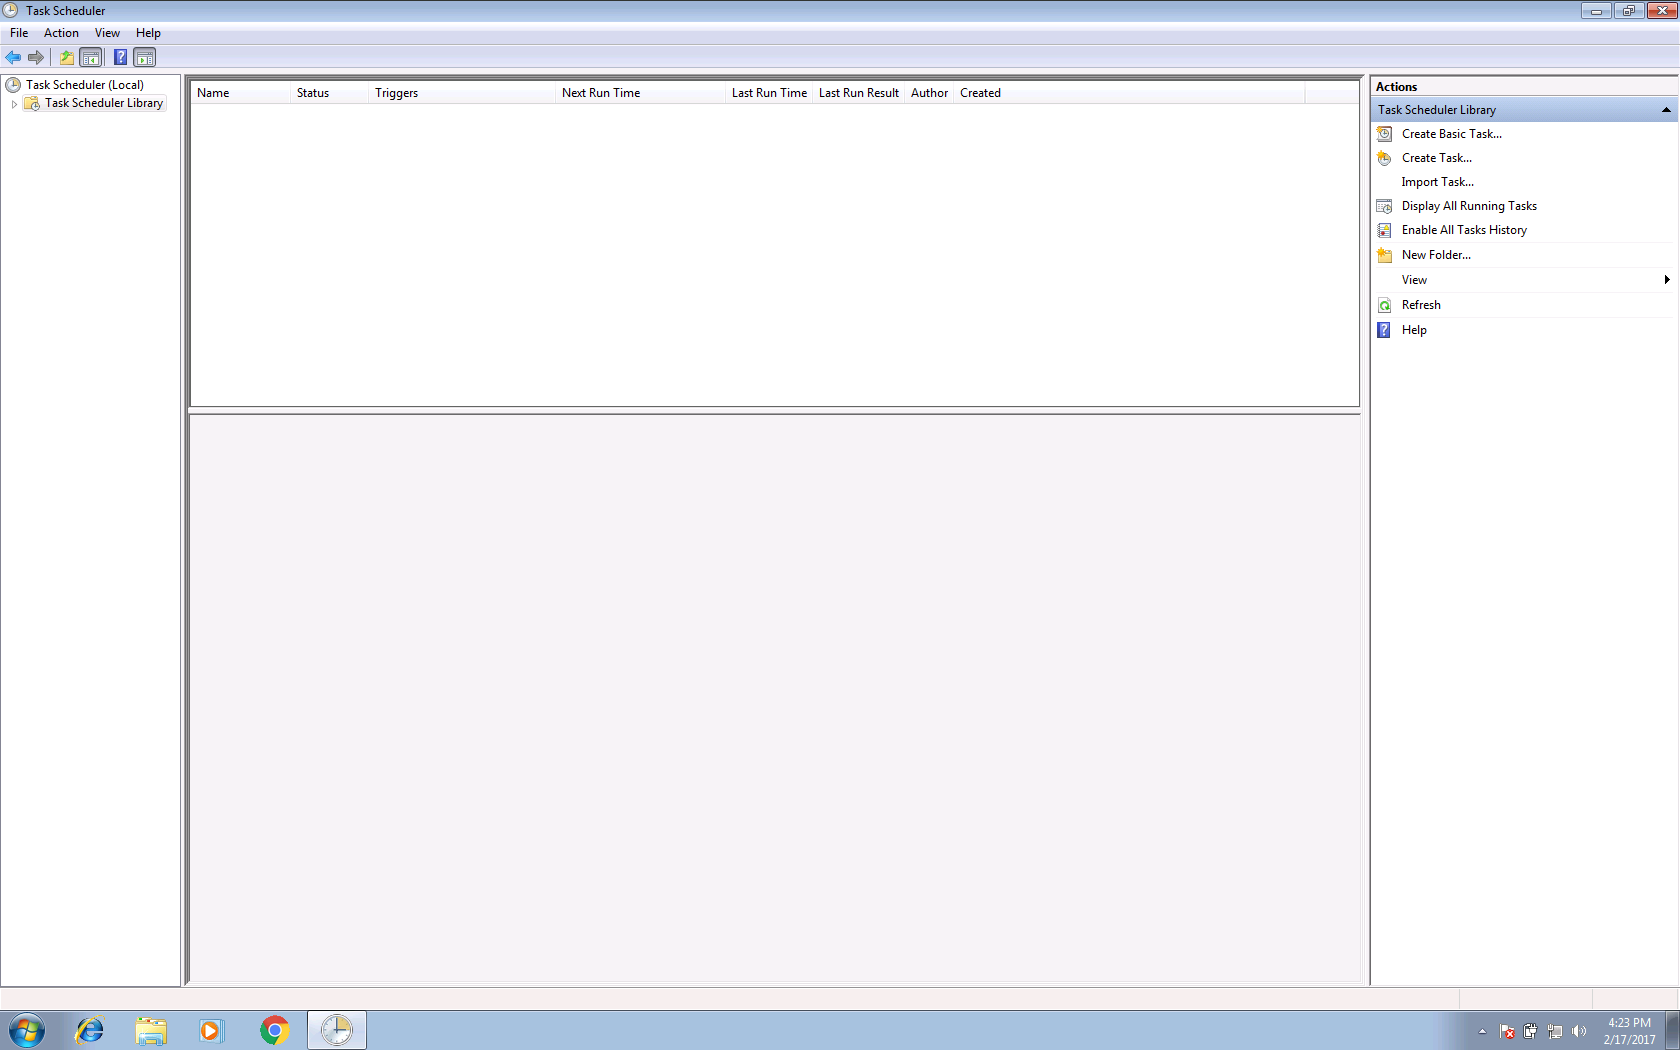 Task Scheduler
File Action View Help
Task Scheduler (Local)
Task Scheduler Library
Name Status Triggers Next Run Time Last Run Time Last Run Result Author Created
Actions
Task Scheduler Library
Create Basic Task...
Create Task...
Import Task...
Display All Running Tasks
Enable All Tasks History
New Folder...
View
Refresh
Help
4:23 PM
2/17/2017